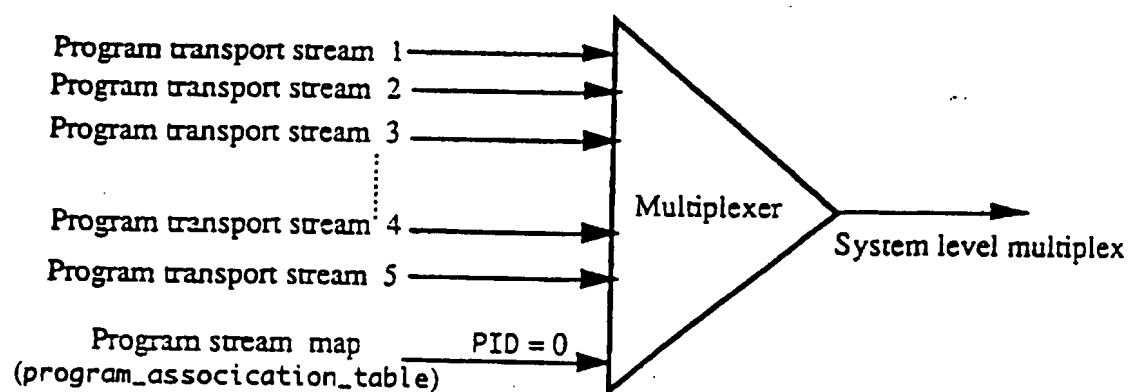 Program transport stream 1
Program transport stream 2
Program transport stream 3
Program transport stream 4
Program transport stream 5
Program stream map
(program_assocication_table)
PID = 0
Multiplexer
System level multiplex